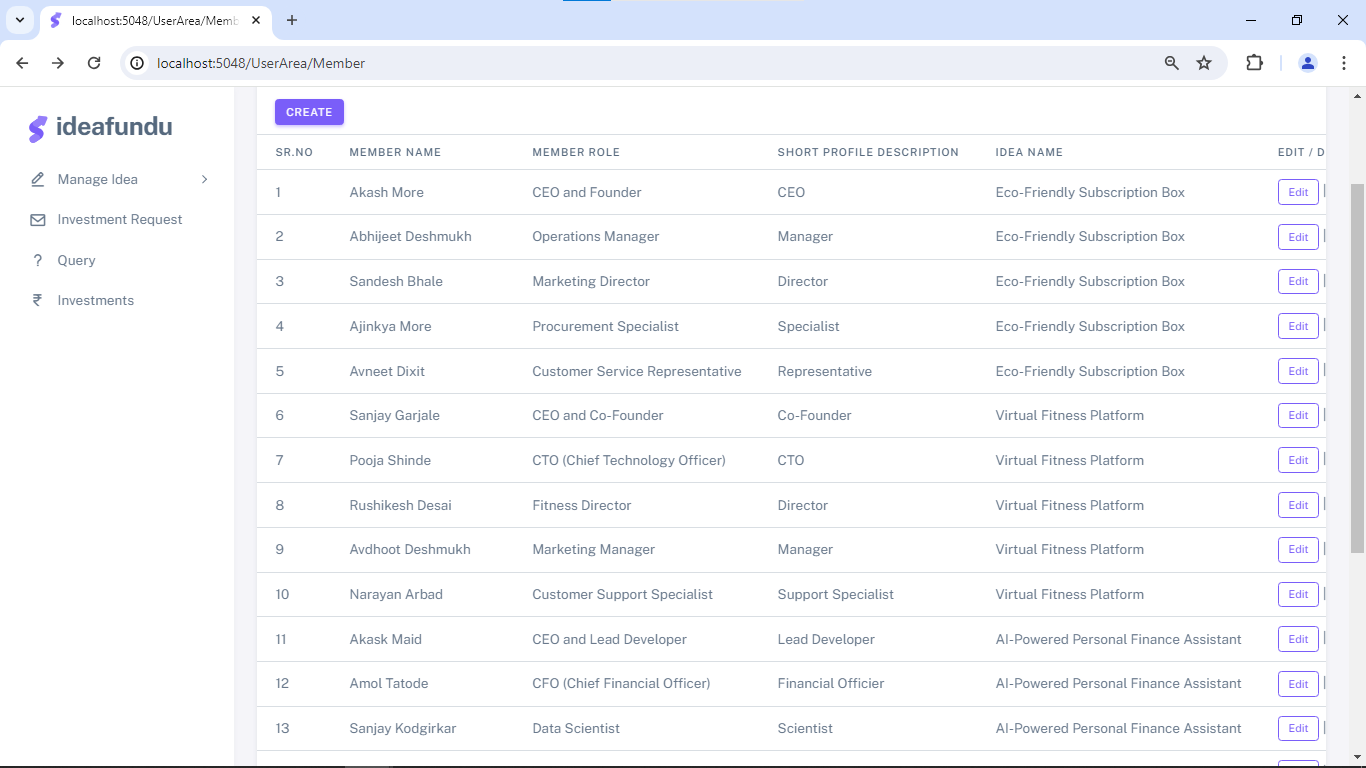 localhost:5048/UserArea/Memb
localhost:5048/UserArea/Member
ideafundu
Manage Idea
Investment Request
Query
Investments
CREATE
SR.NO MEMBER NAME MEMBER ROLE SHORT PROFILE DESCRIPTION IDEA NAME EDIT / D
1 Akash More CEO and Founder CEO Eco-Friendly Subscription Box Edit
2 Abhijeet Deshmukh Operations Manager Manager Eco-Friendly Subscription Box Edit
3 Sandesh Bhale Marketing Director Director Eco-Friendly Subscription Box Edit
4 Ajinkya More Procurement Specialist Specialist Eco-Friendly Subscription Box Edit
5 Avneet Dixit Customer Service Representative Representative Eco-Friendly Subscription Box Edit
6 Sanjay Garjale CEO and Co-Founder Co-Founder Virtual Fitness Platform Edit
7 Pooja Shinde CTO (Chief Technology Officer) CTO Virtual Fitness Platform Edit
8 Rushikesh Desai Fitness Director Director Virtual Fitness Platform Edit
9 Avdhoot Deshmukh Marketing Manager Manager Virtual Fitness Platform Edit
10 Narayan Arbad Customer Support Specialist Support Specialist Virtual Fitness Platform Edit
11 Akask Maid CEO and Lead Developer Lead Developer AI-Powered Personal Finance Assistant Edit
12 Amol Tatode CFO (Chief Financial Officer) Financial Officier AI-Powered Personal Finance Assistant Edit
13 Sanjay Kodgirkar Data Scientist Scientist AI-Powered Personal Finance Assistant Edit